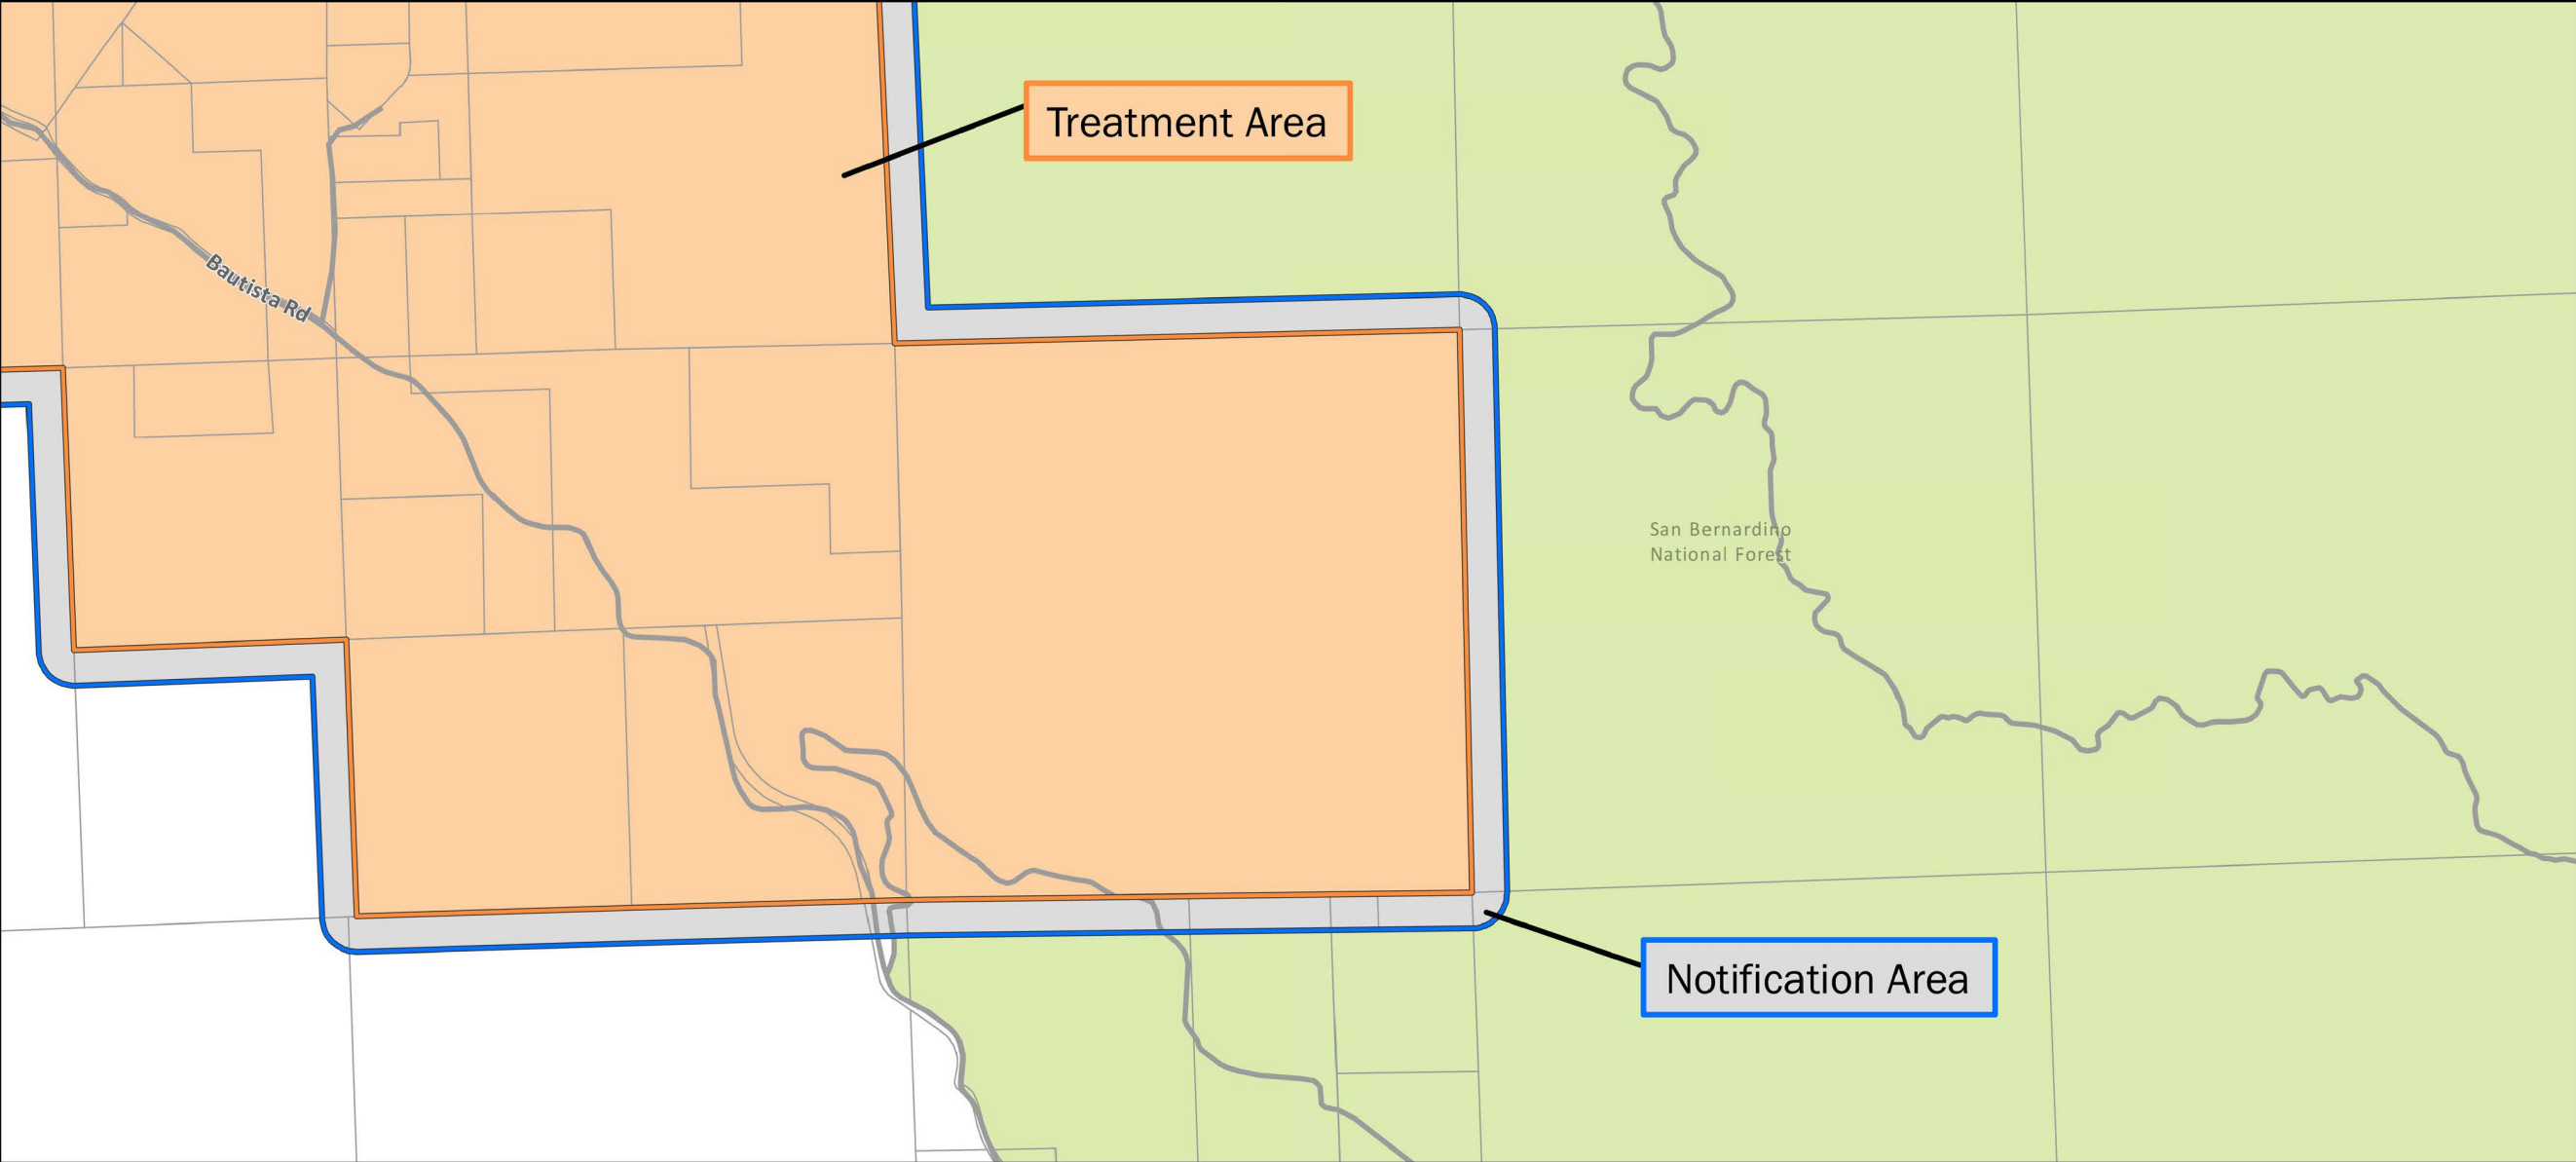 Treatment Area
Bautista Rd
San Bernardino
National Forest
Notification Area